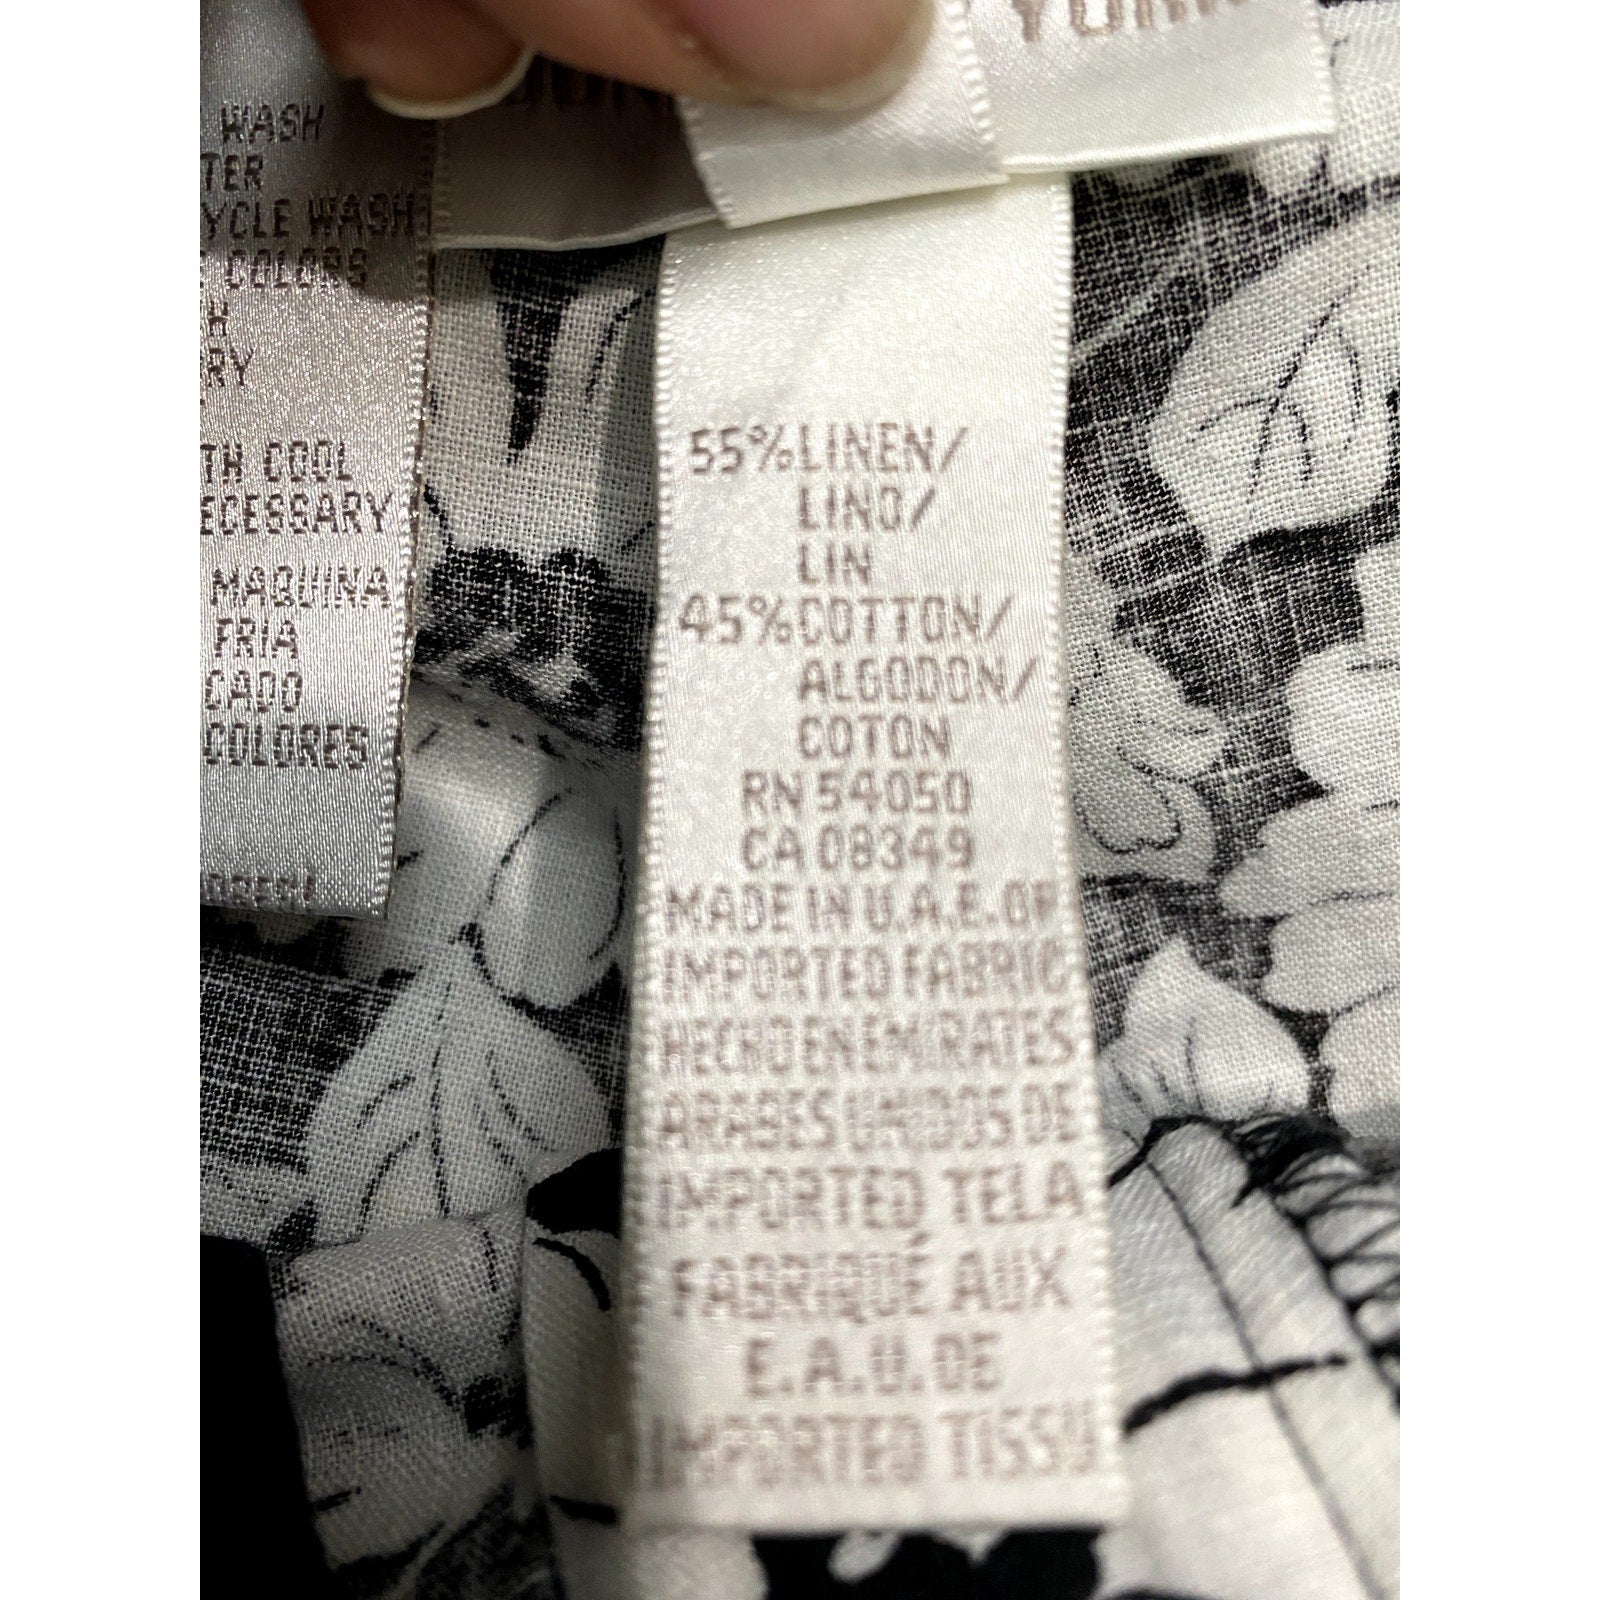 WASH
TER
YCLE WASH
COLORS
H
RY
TH COOL
ECESSARY
MAQUINA
FRIA
CADO
COLORES
YORK
55%LINEN/
LINO/
LIN
45%COTTON/
ALGODON/
COTON
RN 54050
CA 08349
MADE IN U.A.E. OF
IMPORTED FABRIC
HECHO EN EMIRATES
ARABES UNIDOS DE
IMPORTED TELA
FABRIQUÉ AUX
E.A.U. DE
IMPORTED TISSU